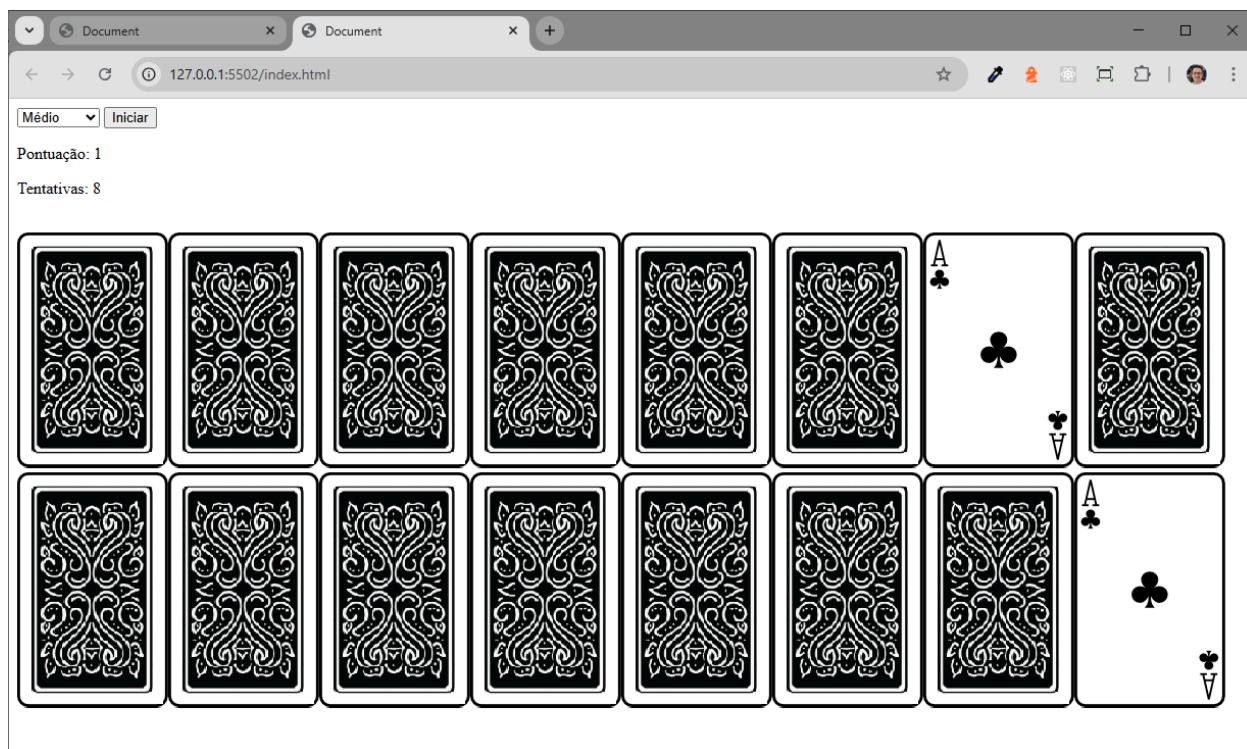 Document
Document
127.0.0.1:5502/index.html
Médio Iniciar
Pontuação: 1
Tentativas: 8
A
A
A
A